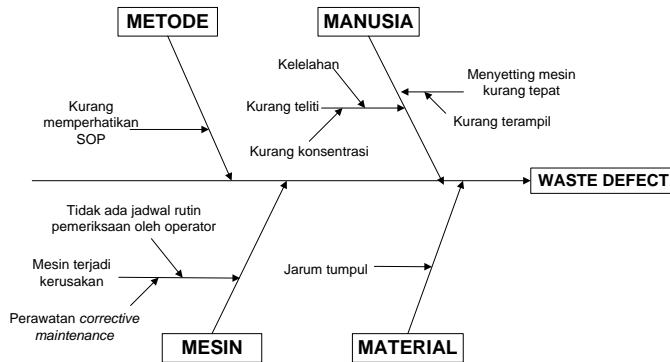 METODE
MANUSIA
Kelelahan
Menyetting mesin
kurang tepat
Kurang teliti
Kurang terampil
Kurang konsentrasi
Kurang
memperhatikan
SOP
WASTE DEFECT
Tidak ada jadwal rutin
pemeriksaan oleh operator
Mesin terjadi
kerusakan
Perawatan corrective
maintenance
Jarum tumpul
MESIN
MATERIAL